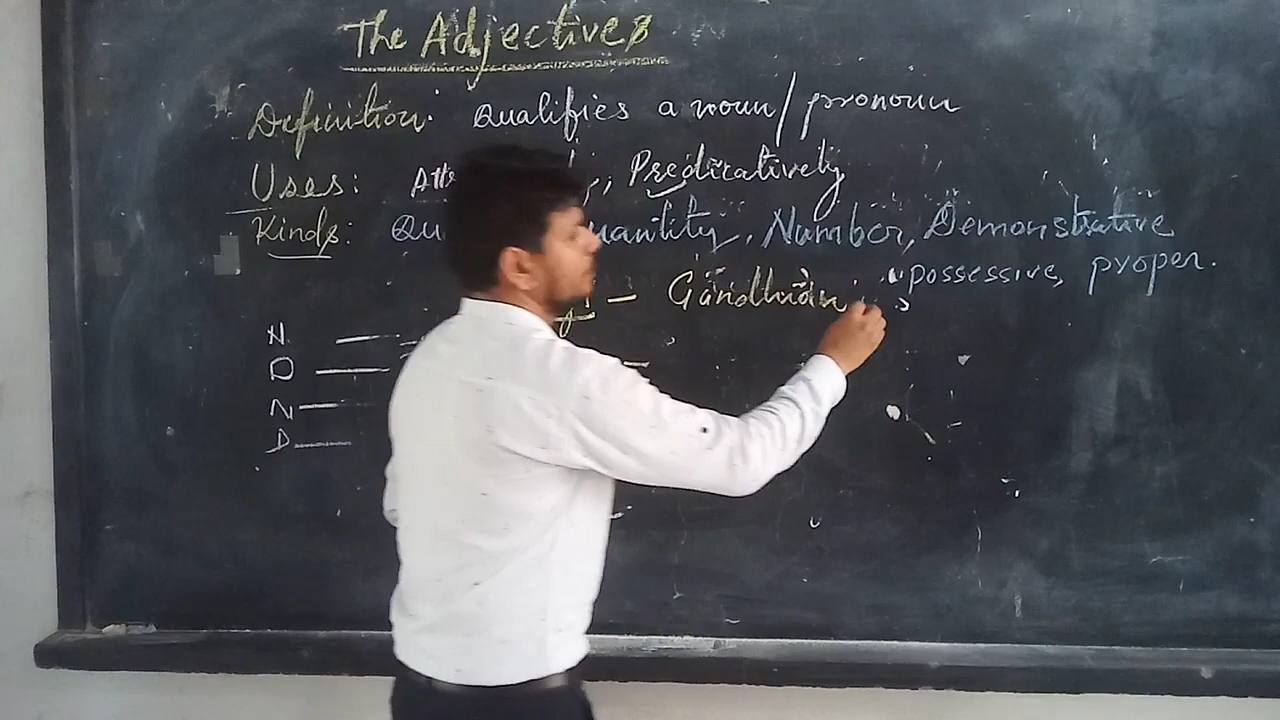 The Adjectives
Definition: Qualifies a noun/pronoun
Uses: , Predicatively
Kinds: Number, Demonstrative
possessive, proper.
— Gandhian
N
D
N
D